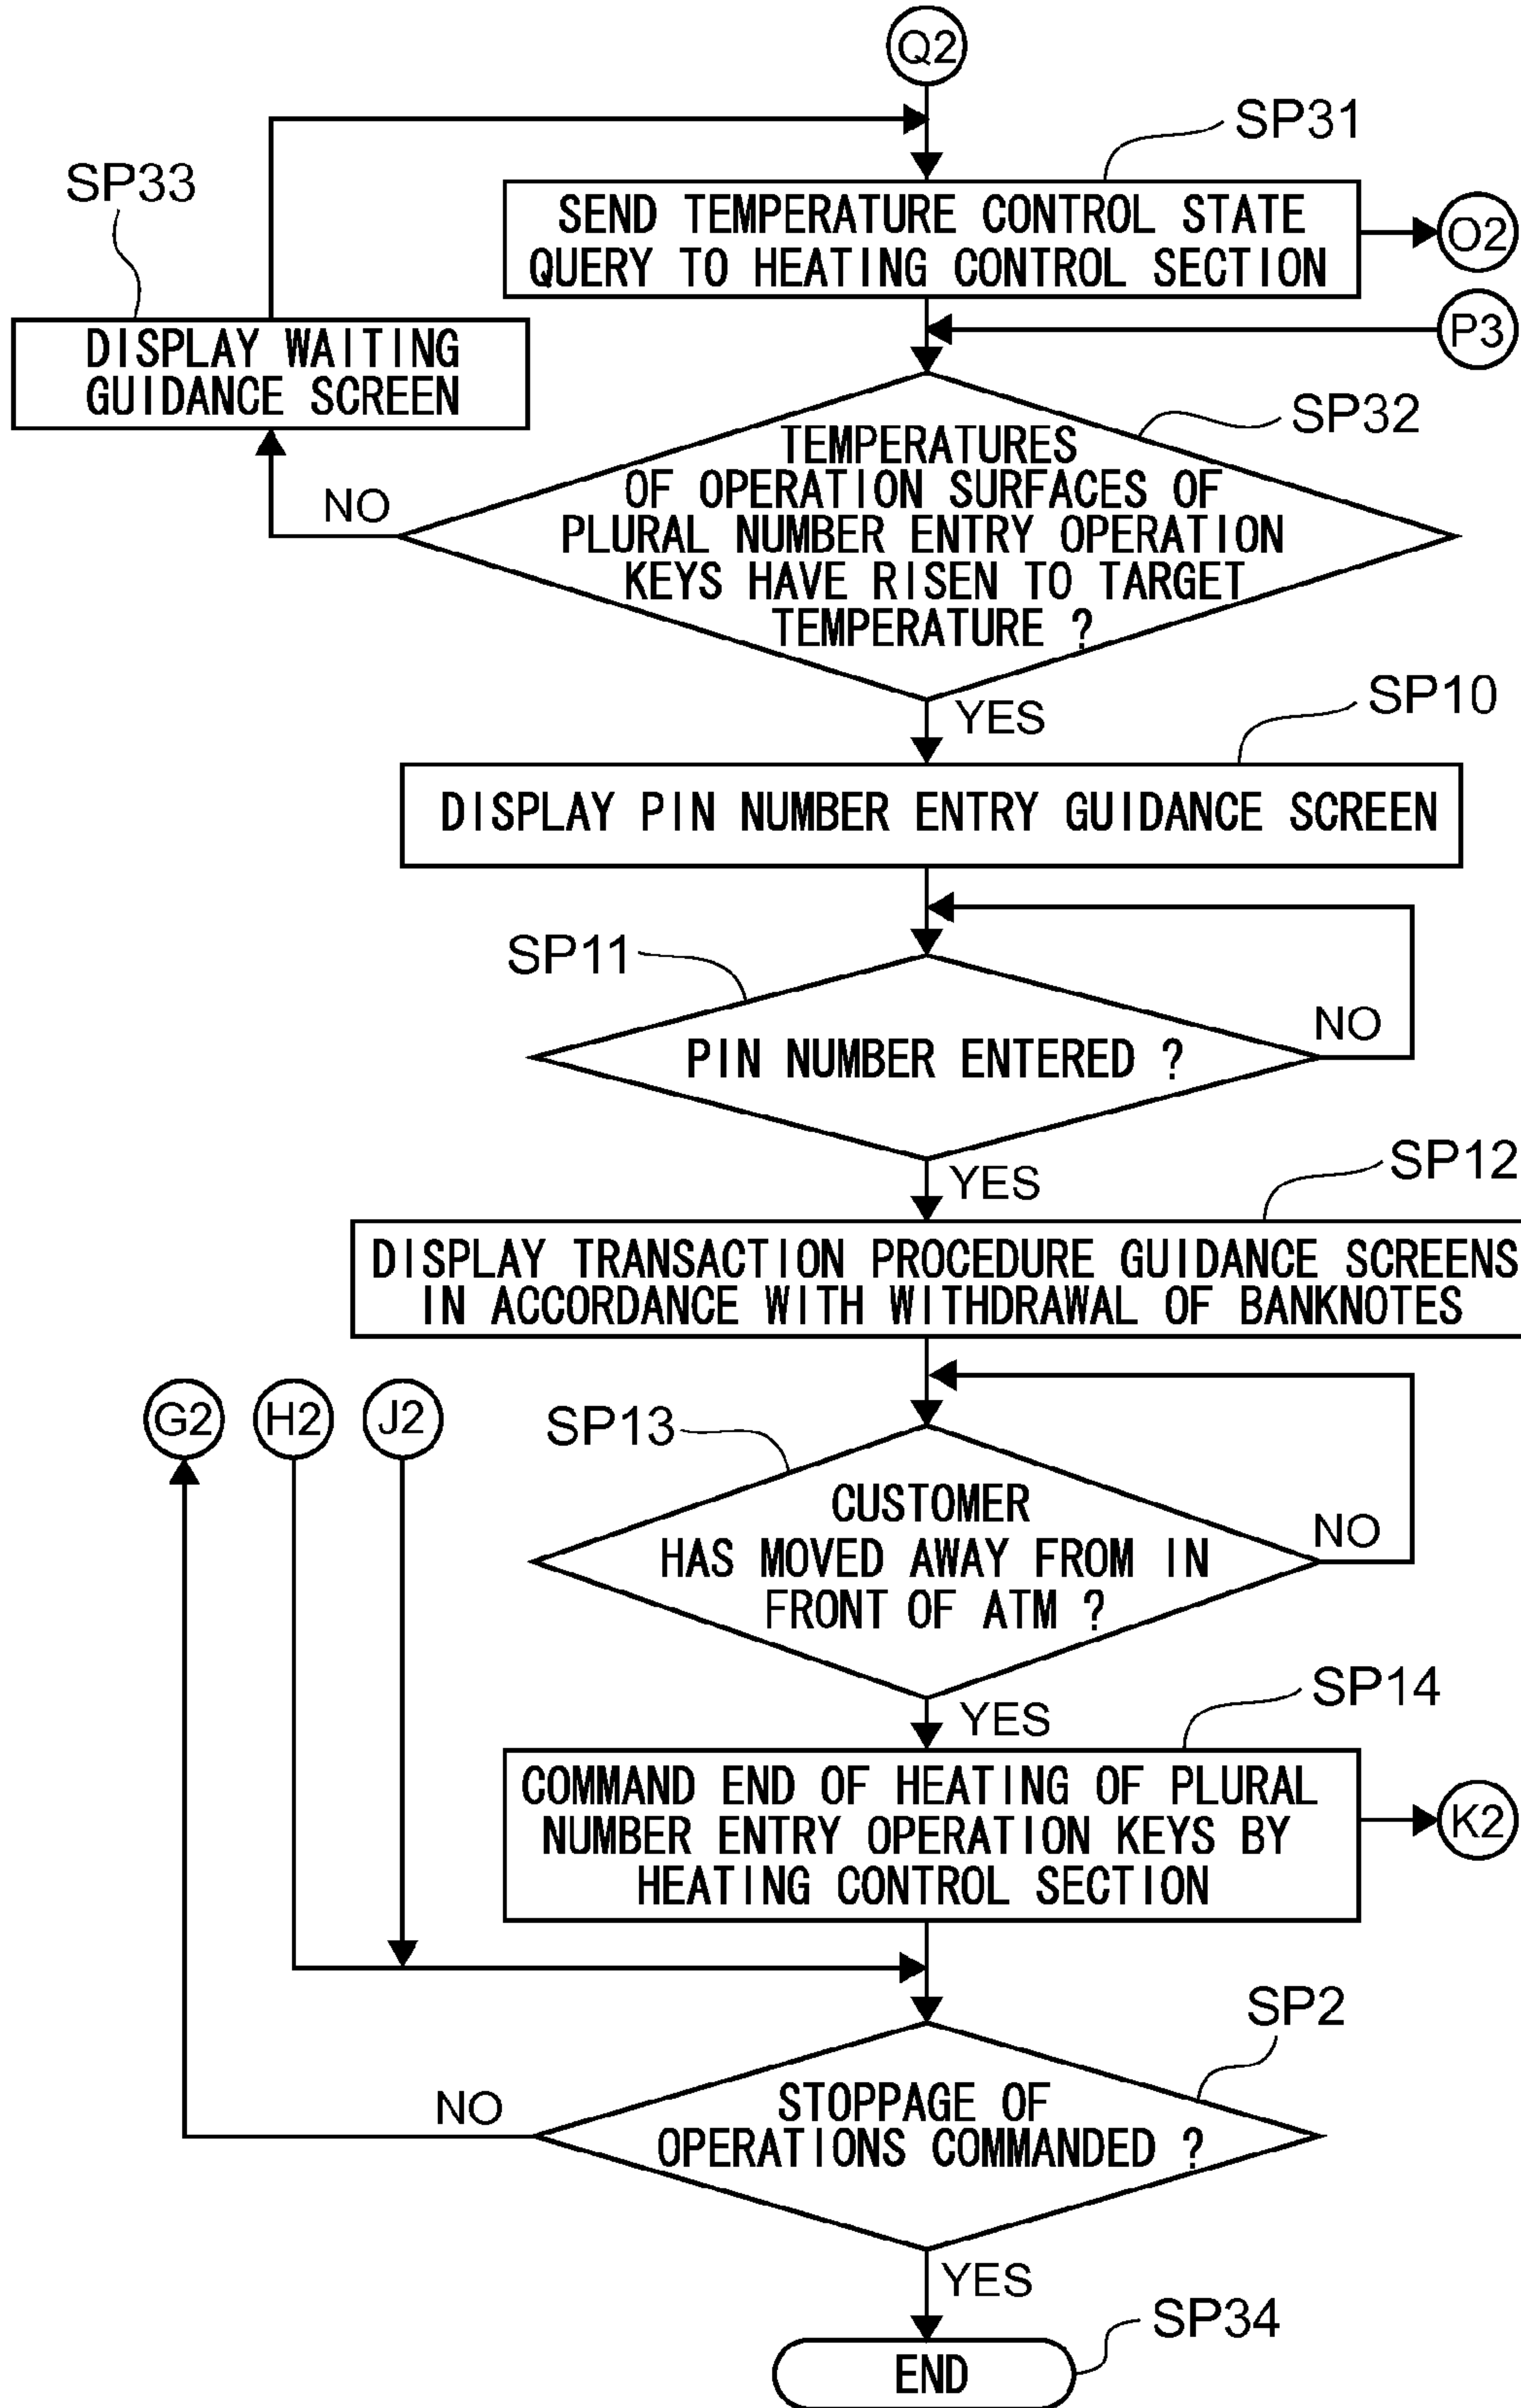 Q2
SP31
SP33
SEND TEMPERATURE CONTROL STATE
QUERY TO HEATING CONTROL SECTION
O2
P3
DISPLAY WAITING
GUIDANCE SCREEN
SP32
TEMPERATURES
OF OPERATION SURFACES OF
PLURAL NUMBER ENTRY OPERATION
KEYS HAVE RISEN TO TARGET
TEMPERATURE ?
NO
YES
SP10
DISPLAY PIN NUMBER ENTRY GUIDANCE SCREEN
SP11
PIN NUMBER ENTERED ?
NO
YES
SP12
DISPLAY TRANSACTION PROCEDURE GUIDANCE SCREENS
IN ACCORDANCE WITH WITHDRAWAL OF BANKNOTES
G2
H2
J2
SP13
CUSTOMER
HAS MOVED AWAY FROM IN
FRONT OF ATM ?
NO
YES
SP14
COMMAND END OF HEATING OF PLURAL
NUMBER ENTRY OPERATION KEYS BY
HEATING CONTROL SECTION
K2
SP2
STOPPAGE OF
OPERATIONS COMMANDED ?
NO
YES
SP34
END